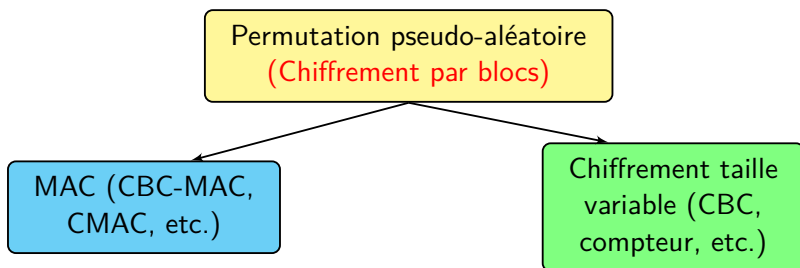 Permutation pseudo-aléatoire
(Chiffrement par blocs)
MAC (CBC-MAC,
CMAC, etc.)
Chiffrement taille
variable (CBC,
compteur, etc.)